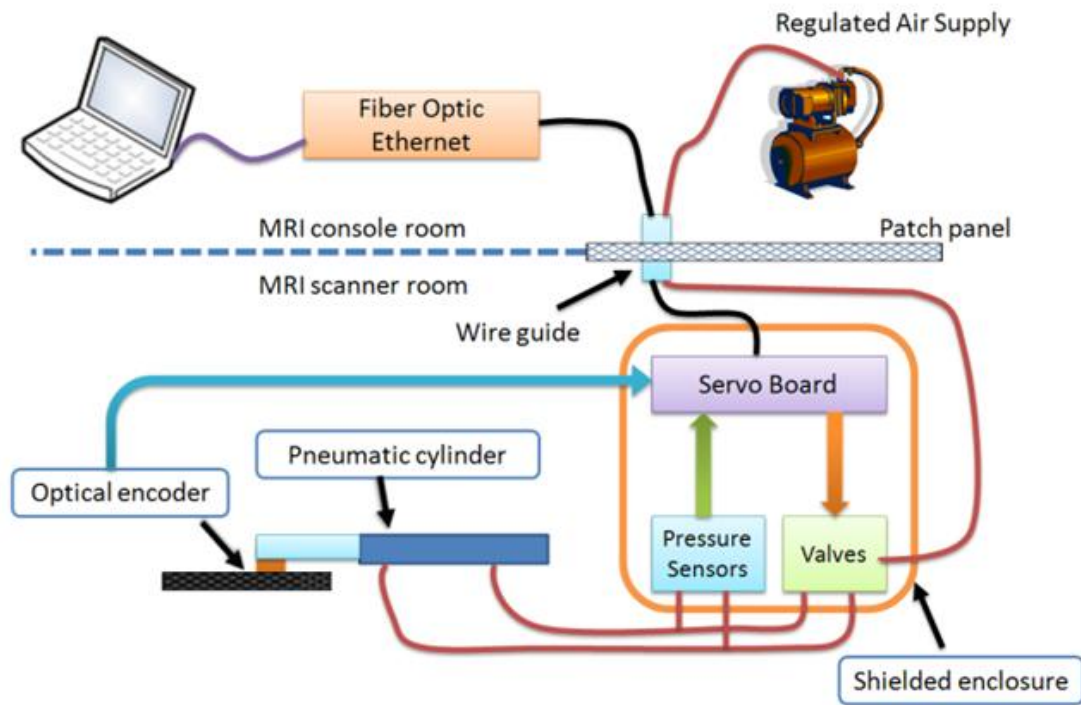 Regulated Air Supply
Fiber Optic
Ethernet
MRI console room
Patch panel
MRI scanner room
Wire guide
Servo Board
Pneumatic cylinder
Optical encoder
Pressure
Sensors
Valves
Shielded enclosure